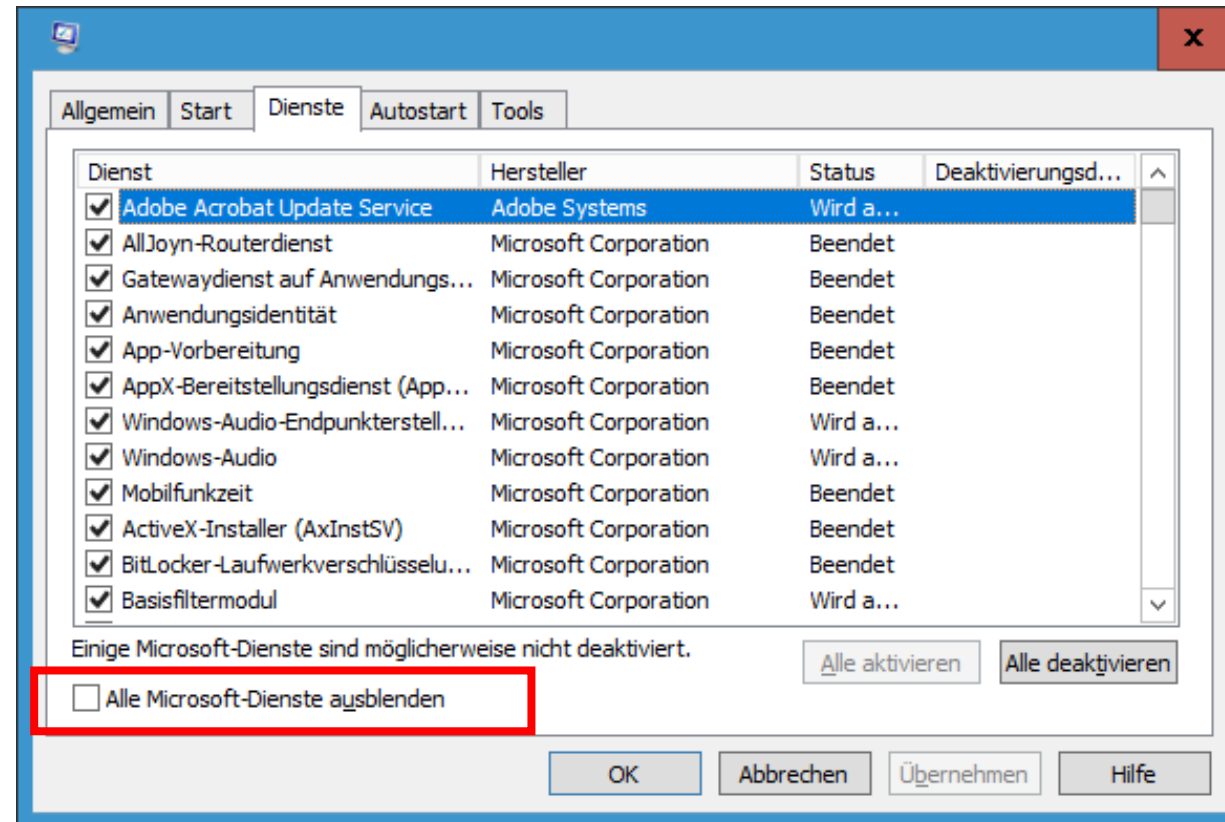 x
Allgemein Start Dienste Autostart Tools
Dienst Hersteller Status Deaktivierungsd...
Adobe Acrobat Update Service Adobe Systems Wird a...
AllJoyn-Routerdienst Microsoft Corporation Beendet
Gatewaydienst auf Anwendungs... Microsoft Corporation Beendet
Anwendungsidentität Microsoft Corporation Beendet
App-Vorbereitung Microsoft Corporation Beendet
AppX-Bereitstellungsdienst (App... Microsoft Corporation Beendet
Windows-Audio-Endpunkterstell... Microsoft Corporation Wird a...
Windows-Audio Microsoft Corporation Wird a...
Mobilfunkzeit Microsoft Corporation Beendet
ActiveX-Installer (AxInstSV) Microsoft Corporation Beendet
BitLocker-Laufwerkverschlüsselu... Microsoft Corporation Beendet
Basisfiltermodul Microsoft Corporation Wird a...
Einige Microsoft-Dienste sind möglicherweise nicht deaktiviert.
Alle aktivieren Alle deaktivieren
Alle Microsoft-Dienste ausblenden
OK Abbrechen Übernehmen Hilfe